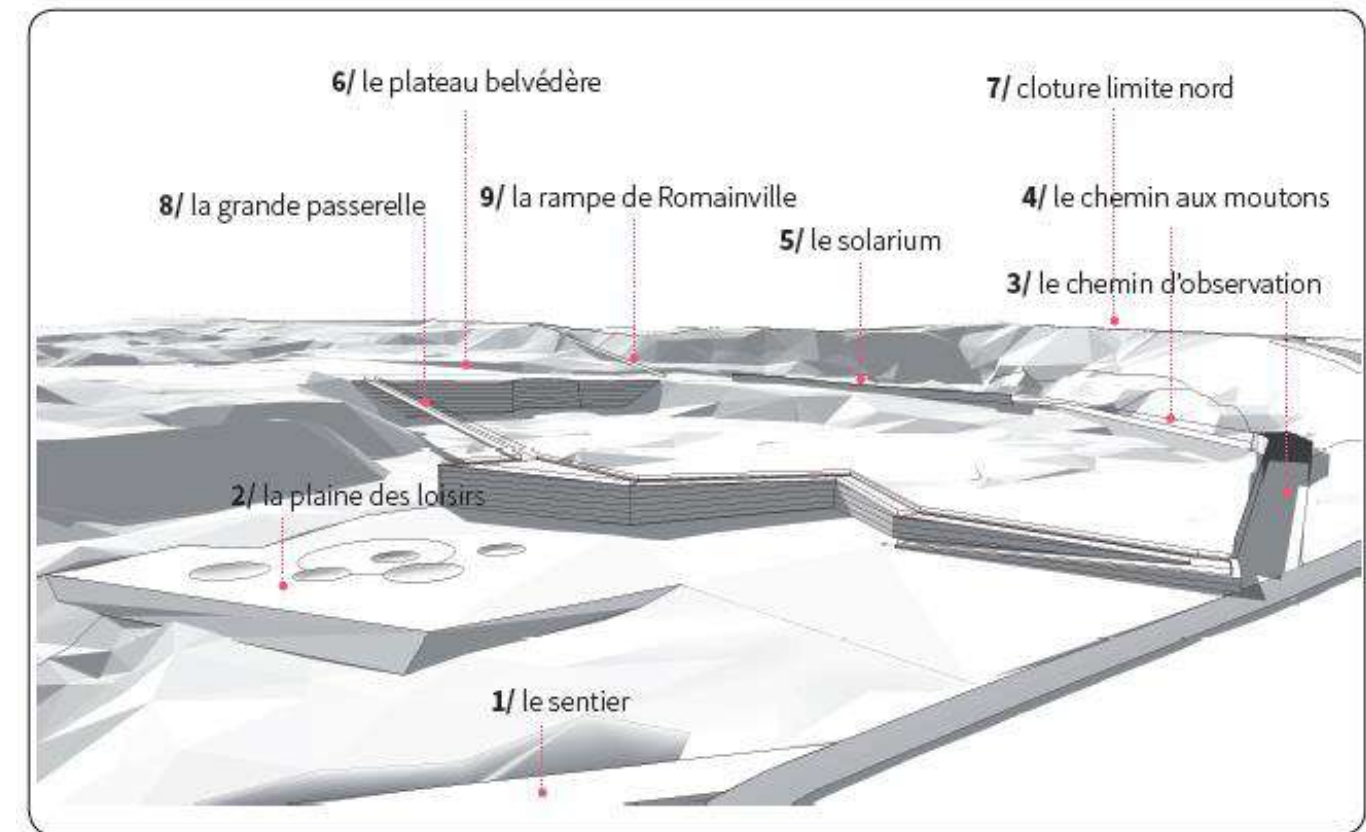 6/ le plateau belvédère
7/ cloture limite nord
8/ la grande passerelle
9/ la rampe de Romainville
4/ le chemin aux moutons
5/ le solarium
3/ le chemin d'observation
2/ la plaine des loisirs
1/ le sentier